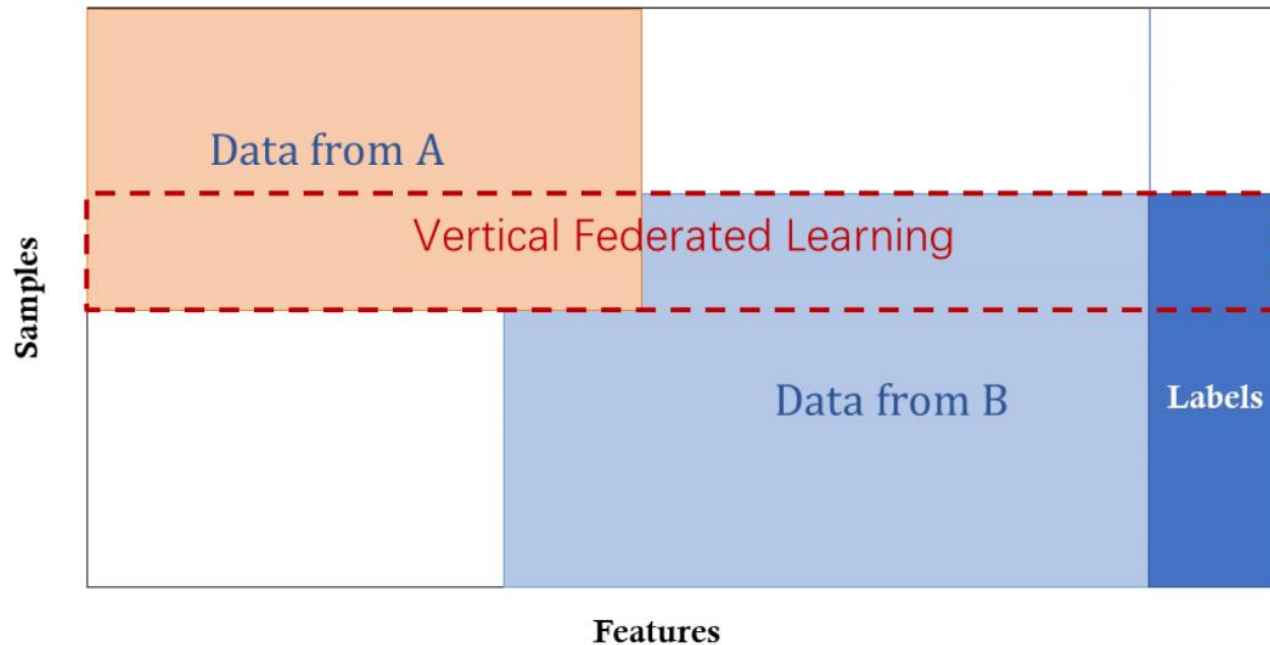 Data from A
Vertical Federated Learning
Samples
Data from B
Labels
Features